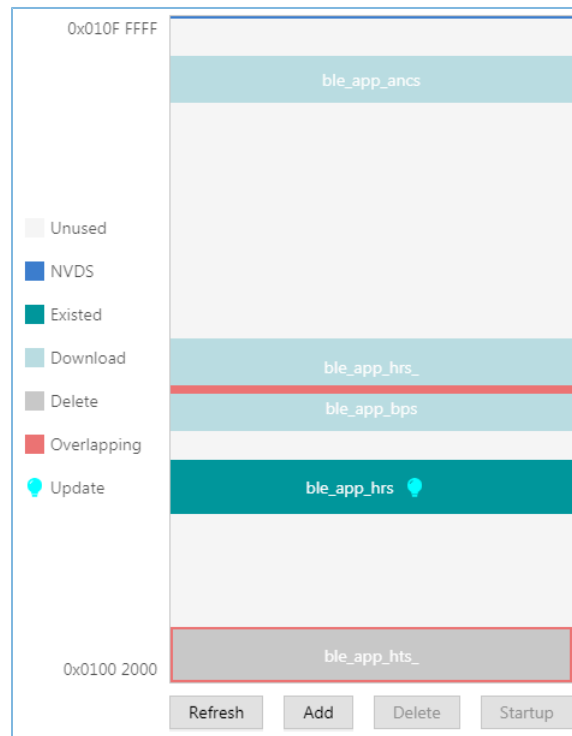 0x010F FFFF
ble_app_ancs
Unused
NVDS
Existed
Download
Delete
Overlapping
Update
ble_app_hrs_
ble_app_bps
ble_app_hrs
ble_app_hts_
0x0100 2000
Refresh
Add
Delete
Startup